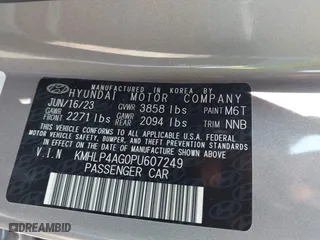 MANUFACTURED IN KOREA BY
HYUNDAI MOTOR COMPANY
JUN/16/23 GVWR 3858 lbs PAINT M6T
GAWR FRONT 2271 lbs GAWR REAR 2094 lbs TRIM NNB
THIS VEHICLE CONFORMS TO ALL APPLICABLE U.S.
FEDERAL MOTOR VEHICLE SAFETY, BUMPER, AND
THEFT PREVENTION STANDARDS IN EFFECT ON
THE DATE OF MANUFACTURE SHOWN ABOVE.
V.I.N KMHLP4AG0PU607249
PASSENGER CAR
DREAMBID.COM